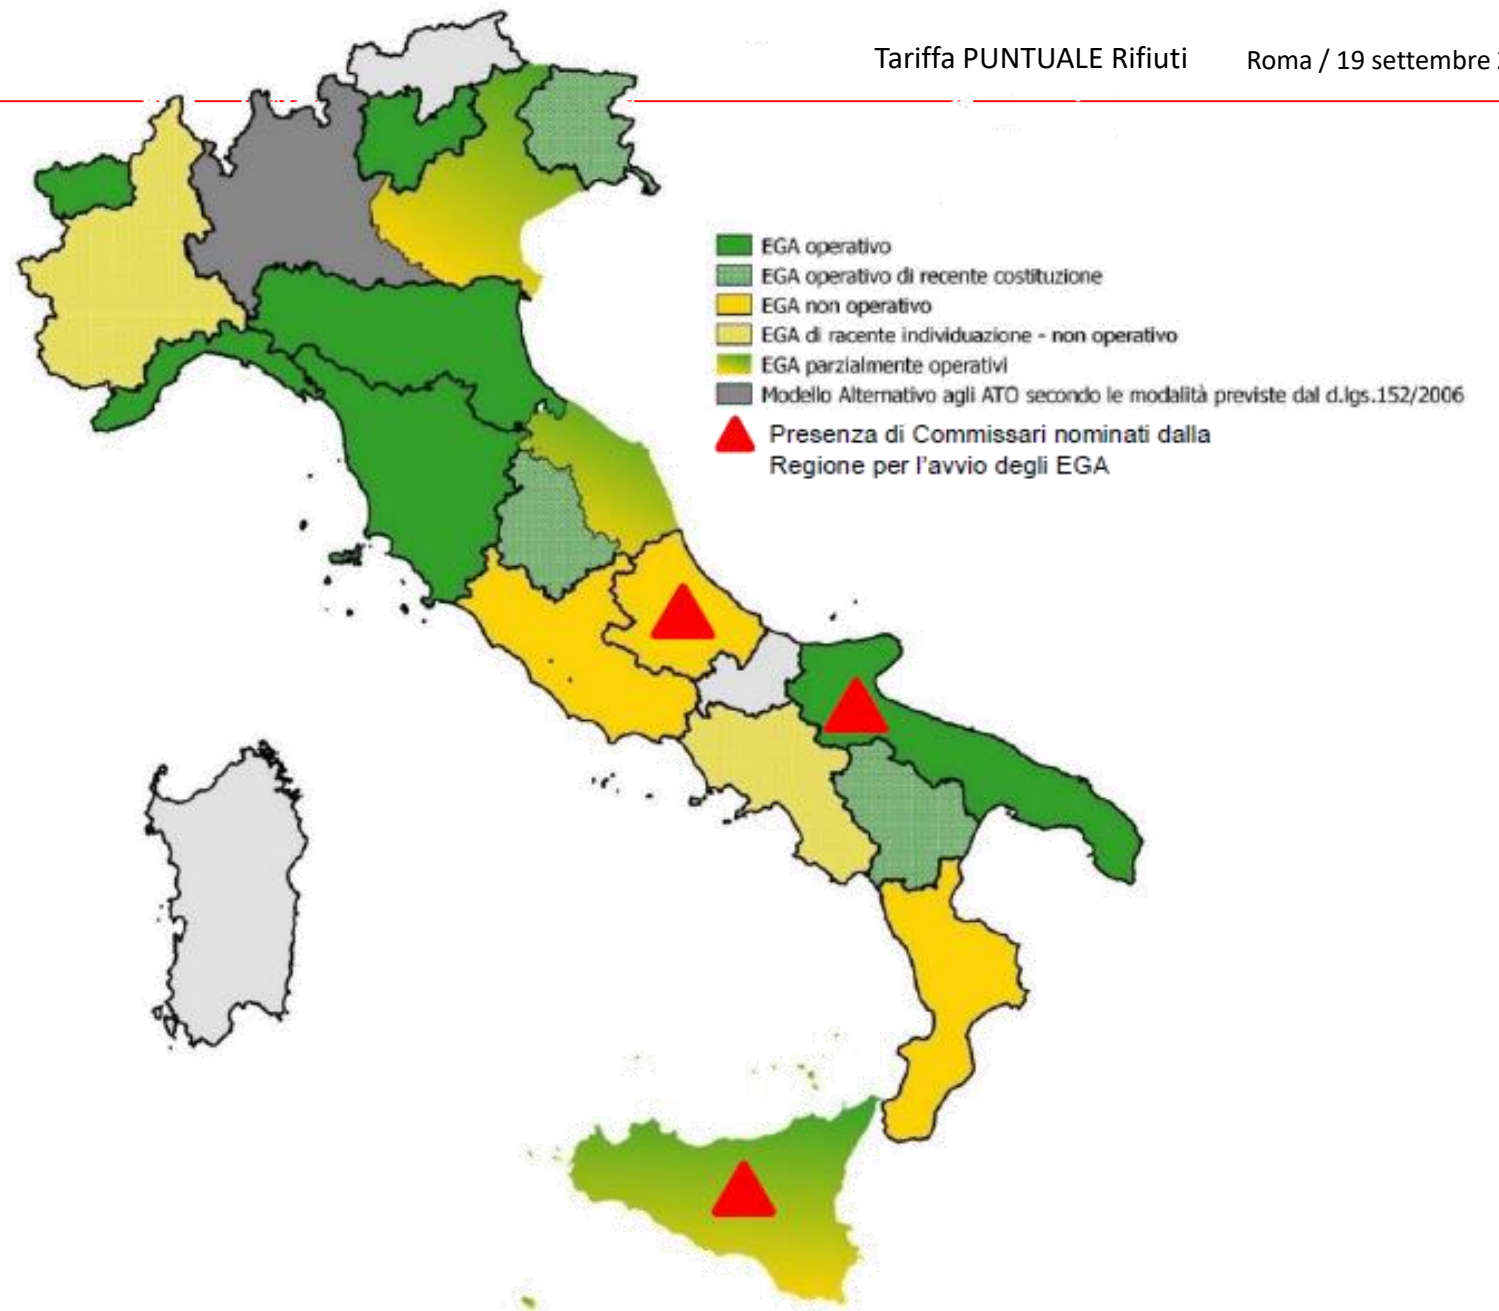 Tariffa PUNTUALE Rifiuti Roma / 19 settembre
EGA operativo
EGA operativo di recente costituzione
EGA non operativo
EGA di racente individuazione - non operativo
EGA parzialmente operativi
Modello Alternativo agli ATO secondo le modalità previste dal d.lgs.152/2006
Presenza di Commissari nominati dalla
Regione per l'avvio degli EGA